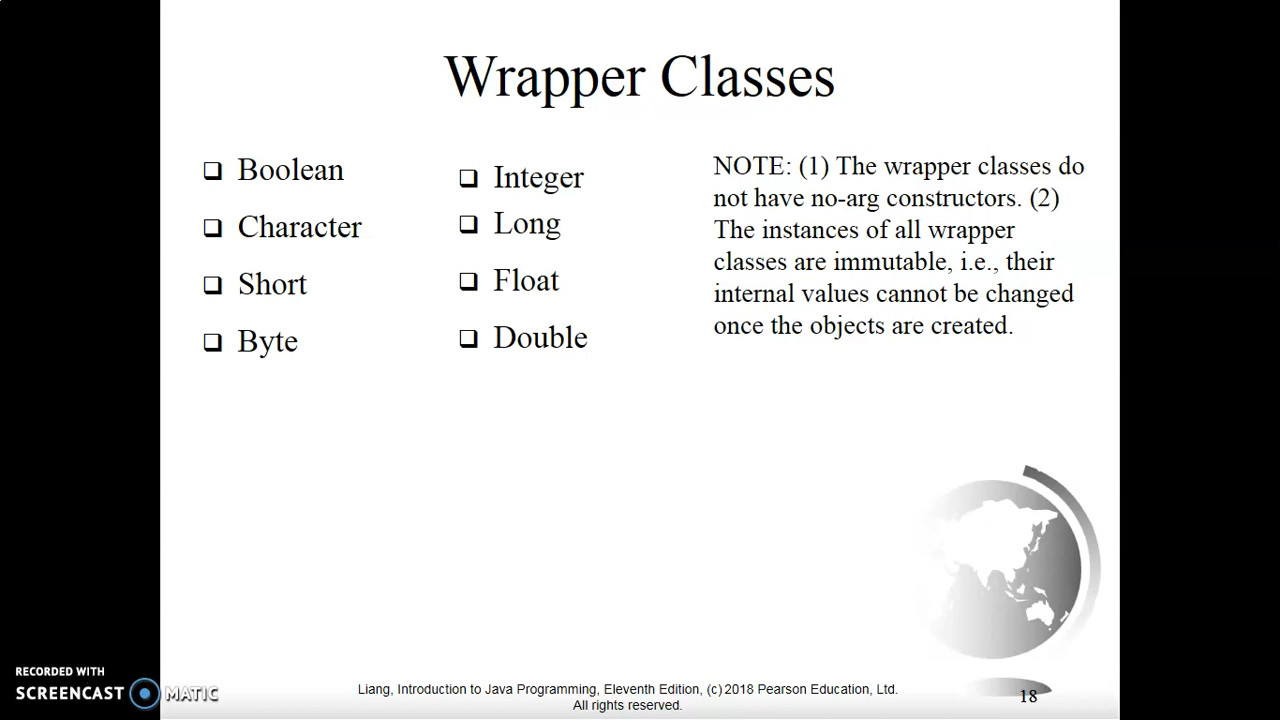 Wrapper Classes
❑ Boolean
❑ Character
❑ Short
❑ Byte
❑ Integer
❑ Long
❑ Float
❑ Double
NOTE: (1) The wrapper classes do
not have no-arg constructors. (2)
The instances of all wrapper
classes are immutable, i.e., their
internal values cannot be changed
once the objects are created.
RECORDED WITH
SCREENCAST MATIC
Liang, Introduction to Java Programming, Eleventh Edition, (c) 2018 Pearson Education, Ltd.
All rights reserved.
18